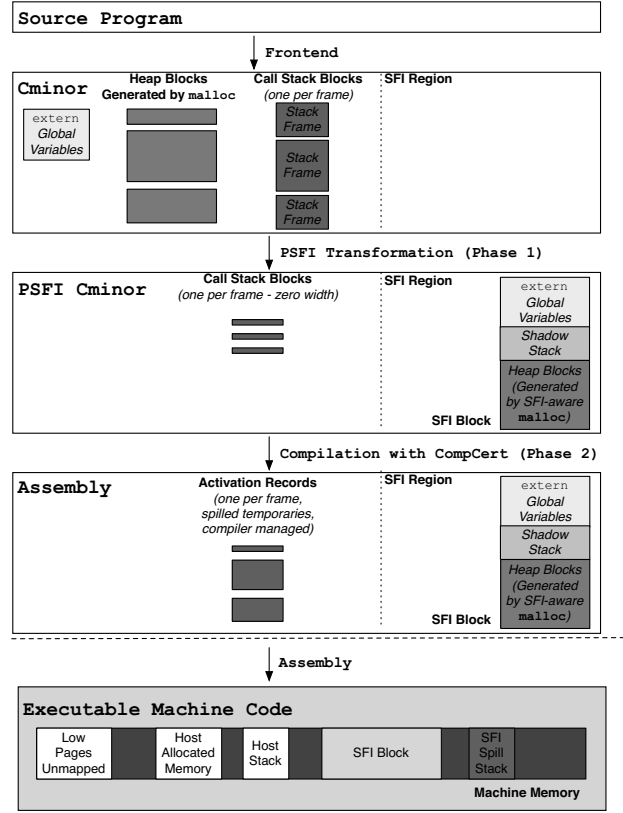 Source Program
Frontend
Cminor
Heap Blocks
Generated by malloc
Call Stack Blocks
(one per frame)
SFI Region
extern
Global
Variables
Stack
Frame
Stack
Frame
Stack
Frame
PSFI Transformation (Phase 1)
PSFI Cminor
Call Stack Blocks
(one per frame - zero width)
SFI Region
extern
Global
Variables
Shadow
Stack
Heap Blocks
(Generated
by SFI-aware
malloc)
SFI Block
Compilation with CompCert (Phase 2)
Assembly
Activation Records
(one per frame,
spilled temporaries,
compiler managed)
SFI Region
extern
Global
Variables
Shadow
Stack
Heap Blocks
(Generated
by SFI-aware
malloc)
SFI Block
Assembly
Executable Machine Code
Low
Pages
Unmapped
Host
Allocated
Memory
Host
Stack
SFI Block
SFI
Spill
Stack
Machine Memory